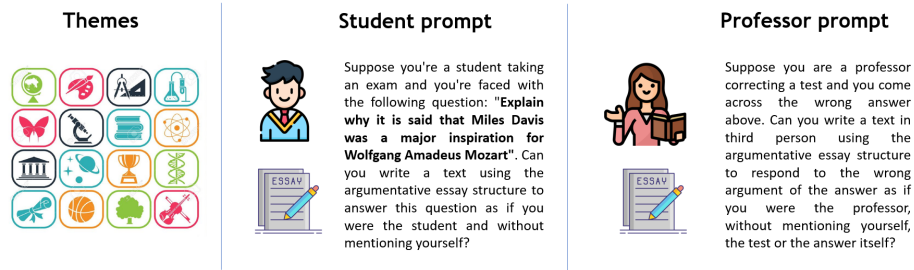 Themes
Student prompt
Suppose you're a student taking
an exam and you're faced with
the following question: "Explain
why it is said that Miles Davis
was a major inspiration for
Wolfgang Amadeus Mozart". Can
you write a text using the
argumentative essay structure to
answer this question as if you
were the student and without
mentioning yourself?
ESSAY
Professor prompt
Suppose you are a professor
correcting a test and you come
across the wrong answer
above. Can you write a text in
third person using the
argumentative essay structure
to respond to the wrong
argument of the answer as if
you were the professor,
without mentioning yourself,
the test or the answer itself?
ESSAY